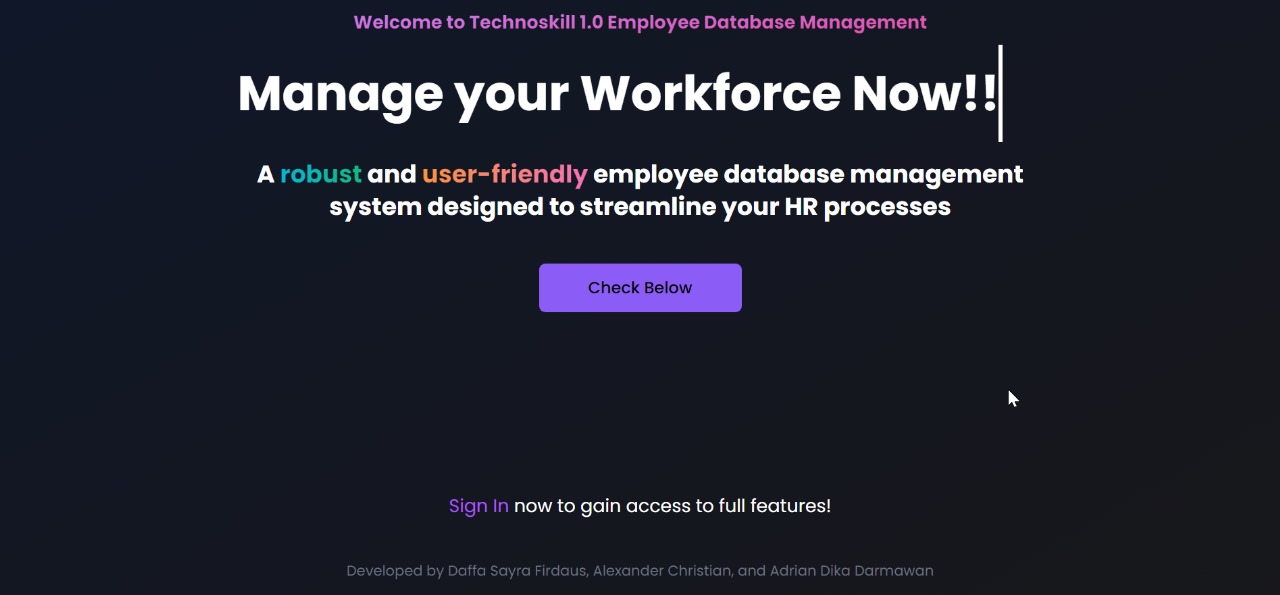 Welcome to Technoskill 1.0 Employee Database Management
Manage your Workforce Now!!
A robust and user-friendly employee database management
system designed to streamline your HR processes
Check Below
Sign In now to gain access to full features!
Developed by Daffa Sayra Firdaus, Alexander Christian, and Adrian Dika Darmawan